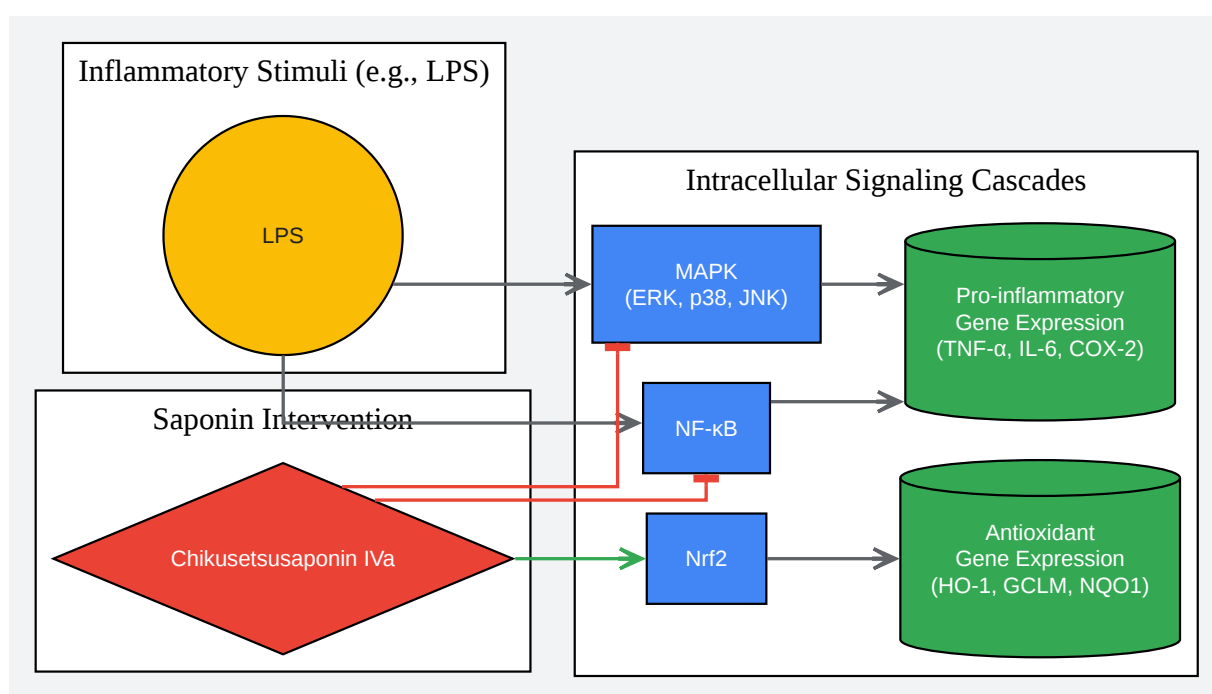 Inflammatory Stimuli (e.g., LPS)
LPS
Intracellular Signaling Cascades
MAPK
(ERK, p38, JNK)
Pro-inflammatory
Gene Expression
(TNF-α, IL-6, COX-2)
Saponin Intervention
NF-κB
Chikusetsusaponin IVa
Nrf2
Antioxidant
Gene Expression
(HO-1, GCLM, NQO1)